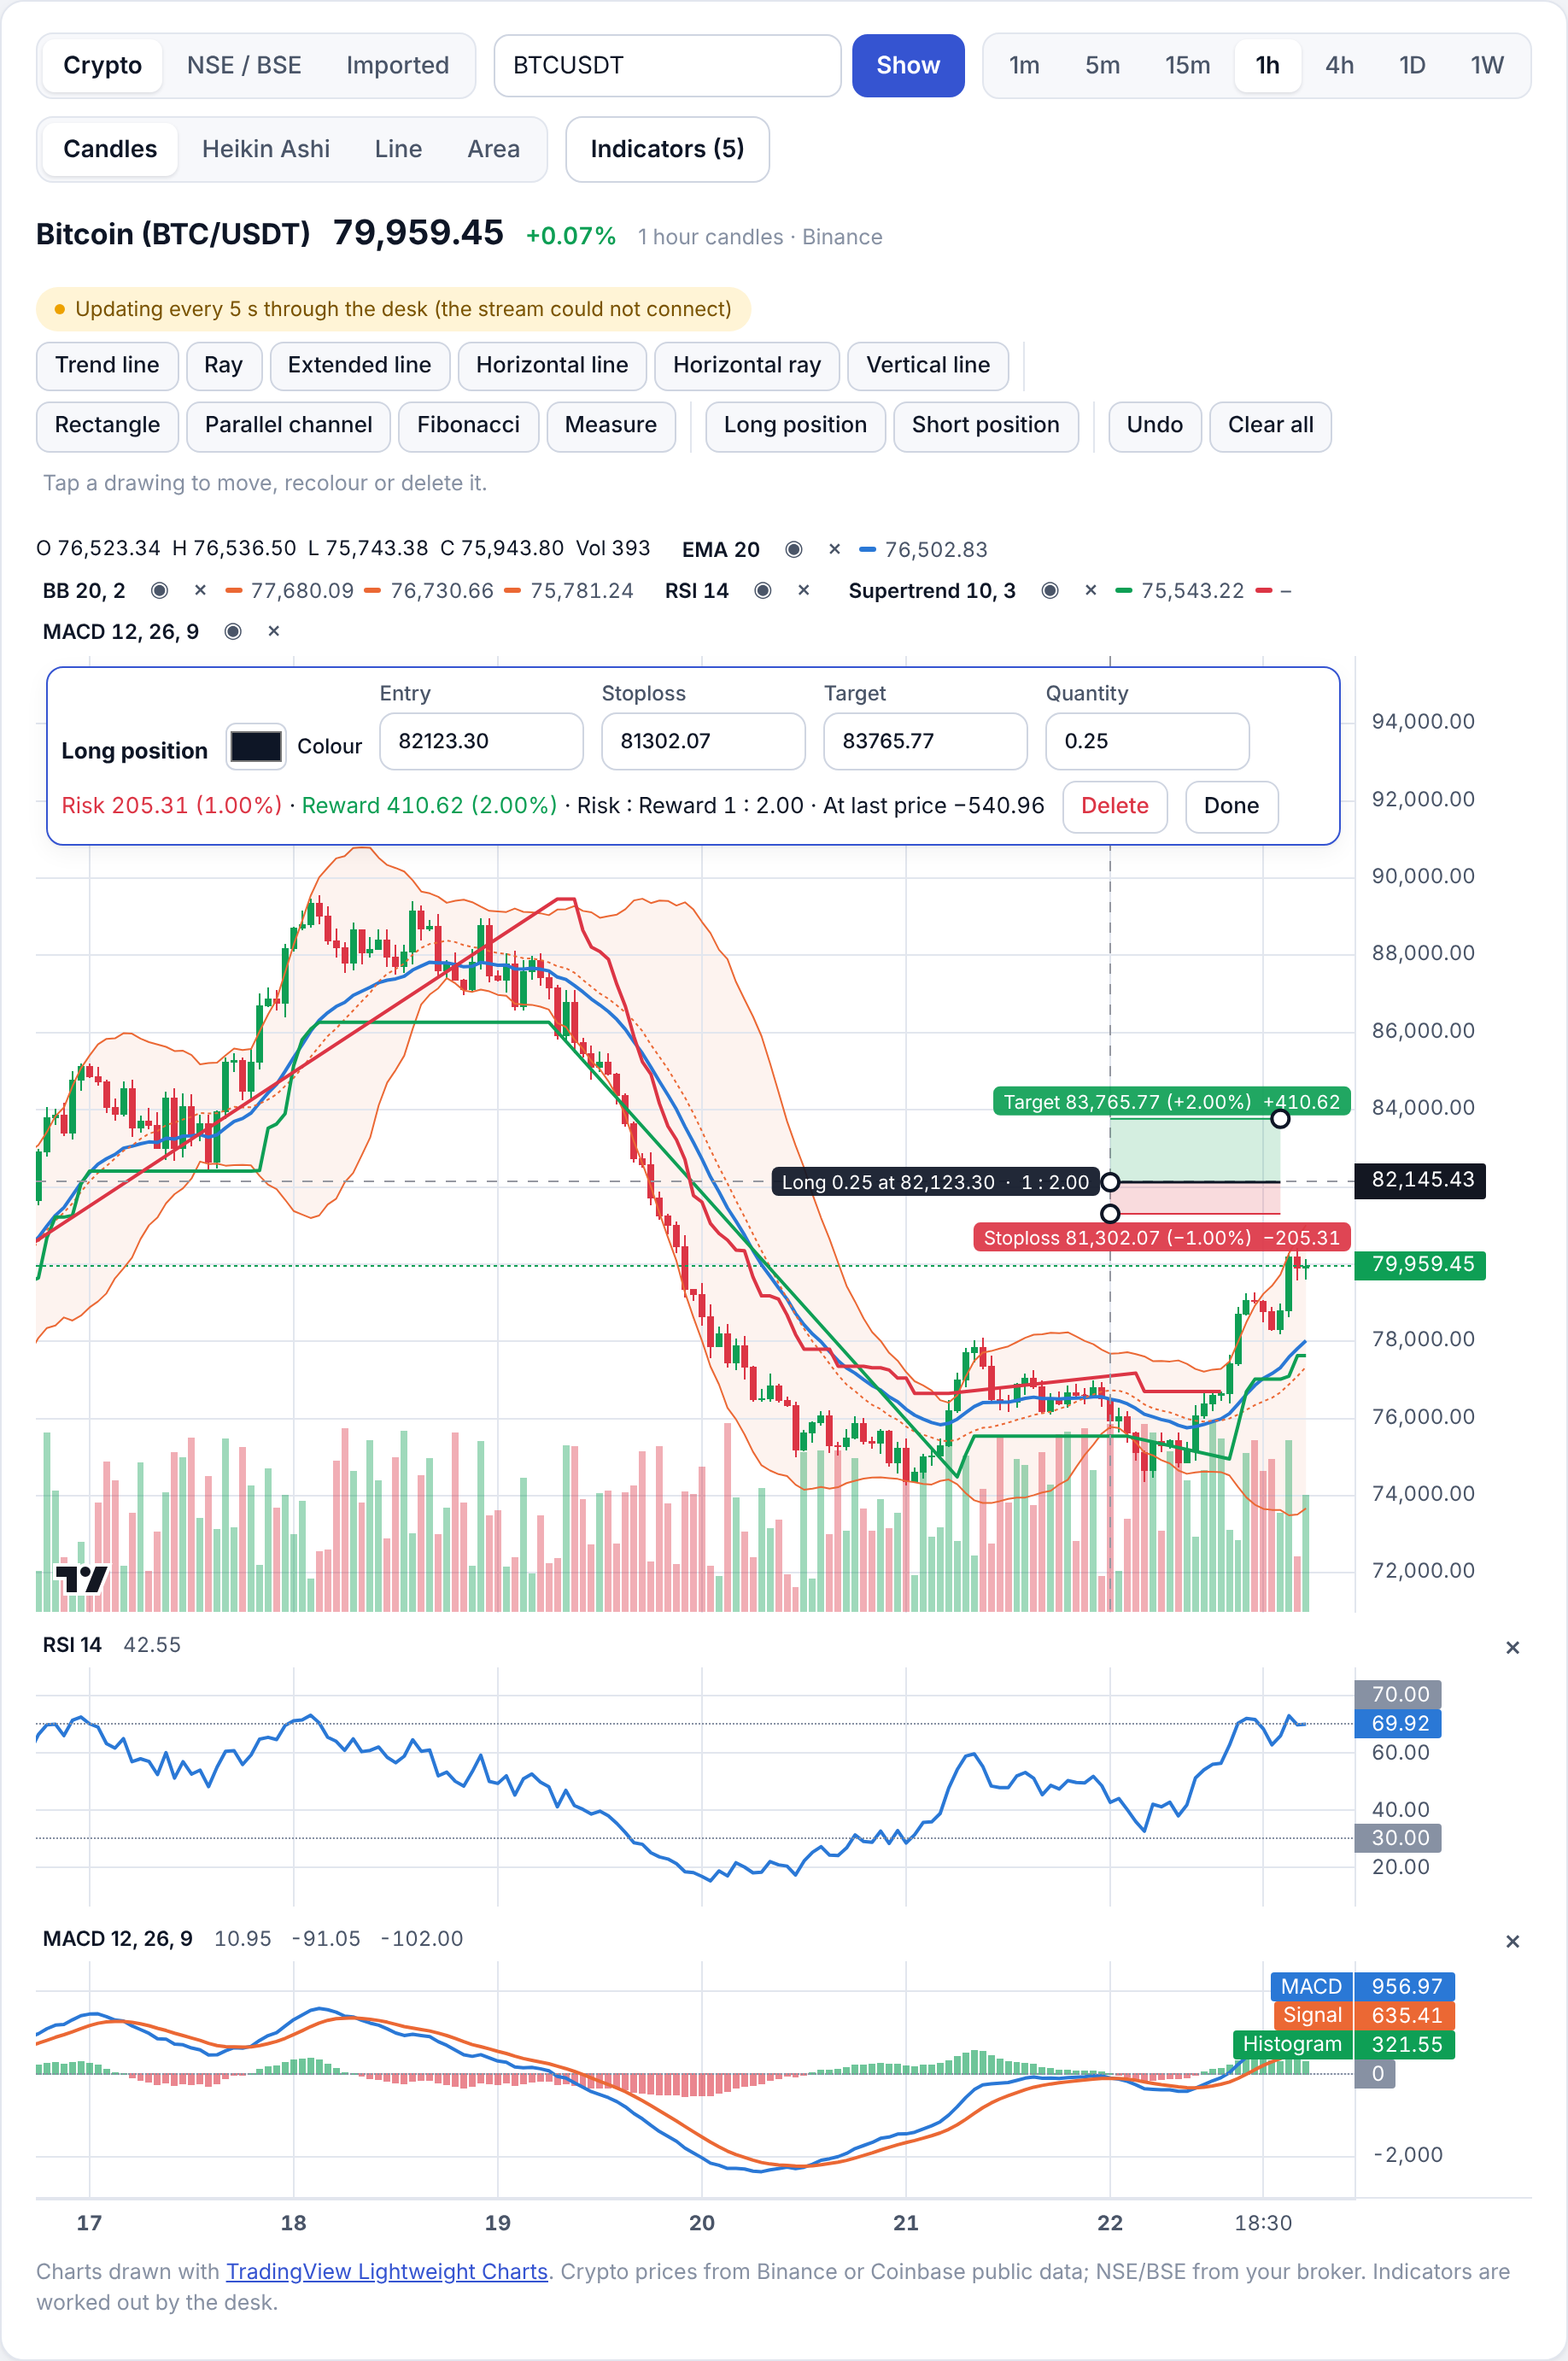 Crypto NSE / BSE Imported BTCUSDT Show 1m 5m 15m 1h 4h 1D 1W
Candles Heikin Ashi Line Area Indicators (5)
Bitcoin (BTC/USDT) 79,959.45 +0.07% 1 hour candles · Binance
Updating every 5 s through the desk (the stream could not connect)
Trend line Ray Extended line Horizontal line Horizontal ray Vertical line
Rectangle Parallel channel Fibonacci Measure Long position Short position Undo Clear all
Tap a drawing to move, recolour or delete it.
O 76,523.34 H 76,536.50 L 75,743.38 C 75,943.80 Vol 393 EMA 20 ◉ × 76,502.83
BB 20, 2 ◉ × 77,680.09 76,730.66 75,781.24 RSI 14 ◉ × Supertrend 10, 3 ◉ × 75,543.22 –
MACD 12, 26, 9 ◉ ×
Entry Stoploss Target Quantity
Long position Colour 82123.30 81302.07 83765.77 0.25
Risk 205.31 (1.00%) · Reward 410.62 (2.00%) · Risk : Reward 1 : 2.00 · At last price −540.96 Delete Done
94,000.00
92,000.00
90,000.00
88,000.00
86,000.00
Target 83,765.77 (+2.00%) +410.62
84,000.00
Long 0.25 at 82,123.30 · 1 : 2.00
82,145.43
Stoploss 81,302.07 (−1.00%) −205.31
79,959.45
78,000.00
76,000.00
74,000.00
72,000.00
RSI 14 42.55 ×
70.00
69.92
60.00
40.00
30.00
20.00
MACD 12, 26, 9 10.95 -91.05 -102.00 ×
MACD 956.97
Signal 635.41
Histogram 321.55
0
-2,000
17 18 19 20 21 22 18:30
Charts drawn with TradingView Lightweight Charts. Crypto prices from Binance or Coinbase public data; NSE/BSE from your broker. Indicators are
worked out by the desk.